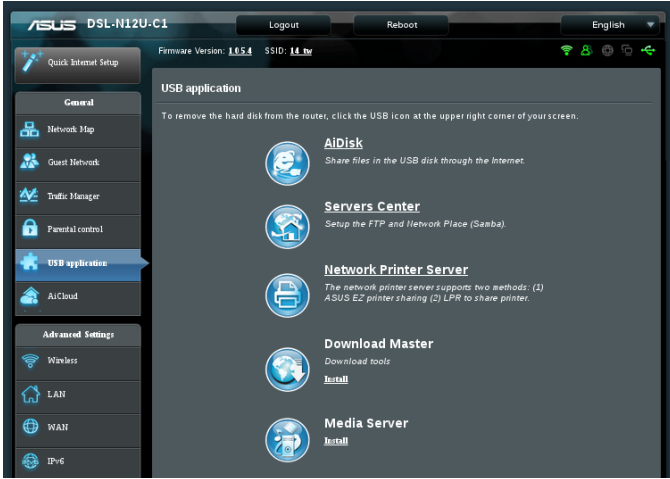 ASUS DSL-N12U-C1 Logout Reboot English
Quick Internet Setup
Firmware Version: 1.0.5.4 SSID: 14_tw
General
Network Map
Guest Network
Traffic Manager
Parental control
USB application
AiCloud
Advanced Settings
Wireless
LAN
WAN
IPv6
USB application
To remove the hard disk from the router, click the USB icon at the upper right corner of your screen.
AiDisk
Share files in the USB disk through the Internet.
Servers Center
Setup the FTP and Network Place (Samba).
Network Printer Server
The network printer server supports two methods: (1)
ASUS EZ printer sharing (2) LPR to share printer.
Download Master
Download tools
Install
Media Server
Install